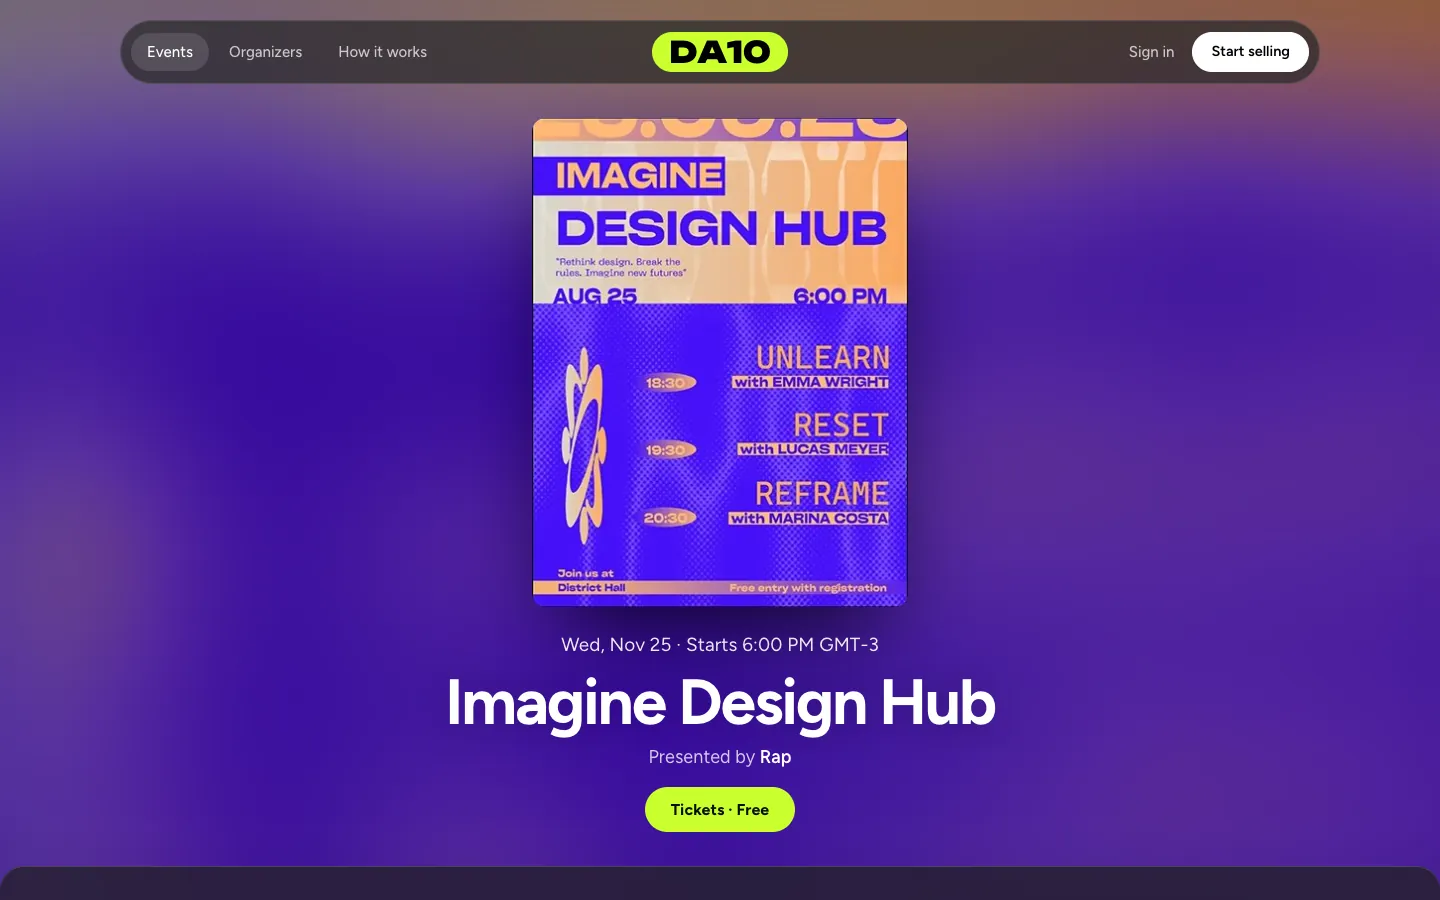 Events
Organizers
How it works
DA10
Sign in
Start selling
IMAGINE
DESIGN HUB
"Rethink design. Break the
rules. Imagine new futures"
AUG 25
6:00 PM
UNLEARN
18:30
with EMMA WRIGHT
RESET
19:30
with LUCAS MEYER
REFRAME
20:30
with MARINA COSTA
Join us at
District Hall
Free entry with registration
Wed, Nov 25 · Starts 6:00 PM GMT-3
Imagine Design Hub
Presented by Rap
Tickets · Free